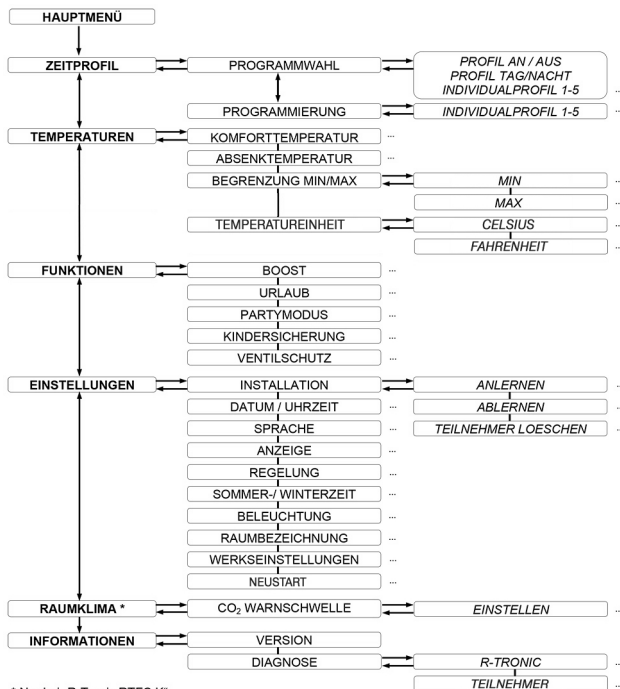 HAUPTMENÜ
ZEITPROFIL
PROGRAMMWAHL
PROFIL AN / AUS
PROFIL TAG/NACHT
INDIVIDUALPROFIL 1-5
PROGRAMMIERUNG
INDIVIDUALPROFIL 1-5
TEMPERATUREN
KOMFORTTEMPERATUR ...
ABSENKTEMPERATUR ...
BEGRENZUNG MIN/MAX
MIN
MAX
TEMPERATUREINHEIT
CELSIUS
FAHRENHEIT
FUNKTIONEN
BOOST ...
URLAUB ...
PARTYMODUS ...
KINDERSICHERUNG ...
VENTILSCHUTZ ...
EINSTELLUNGEN
INSTALLATION
ANLERNEN
ABLERNEN
TEILNEHMER LOESCHEN
DATUM / UHRZEIT ...
SPRACHE ...
ANZEIGE ...
REGELUNG ...
SOMMER-/ WINTERZEIT ...
BELEUCHTUNG ...
RAUMBEZEICHNUNG ...
WERKSEINSTELLUNGEN ...
NEUSTART ...
RAUMKLIMA *
CO₂ WARNSCHWELLE
EINSTELLEN
INFORMATIONEN
VERSION
DIAGNOSE
R-TRONIC
TEILNEHMER